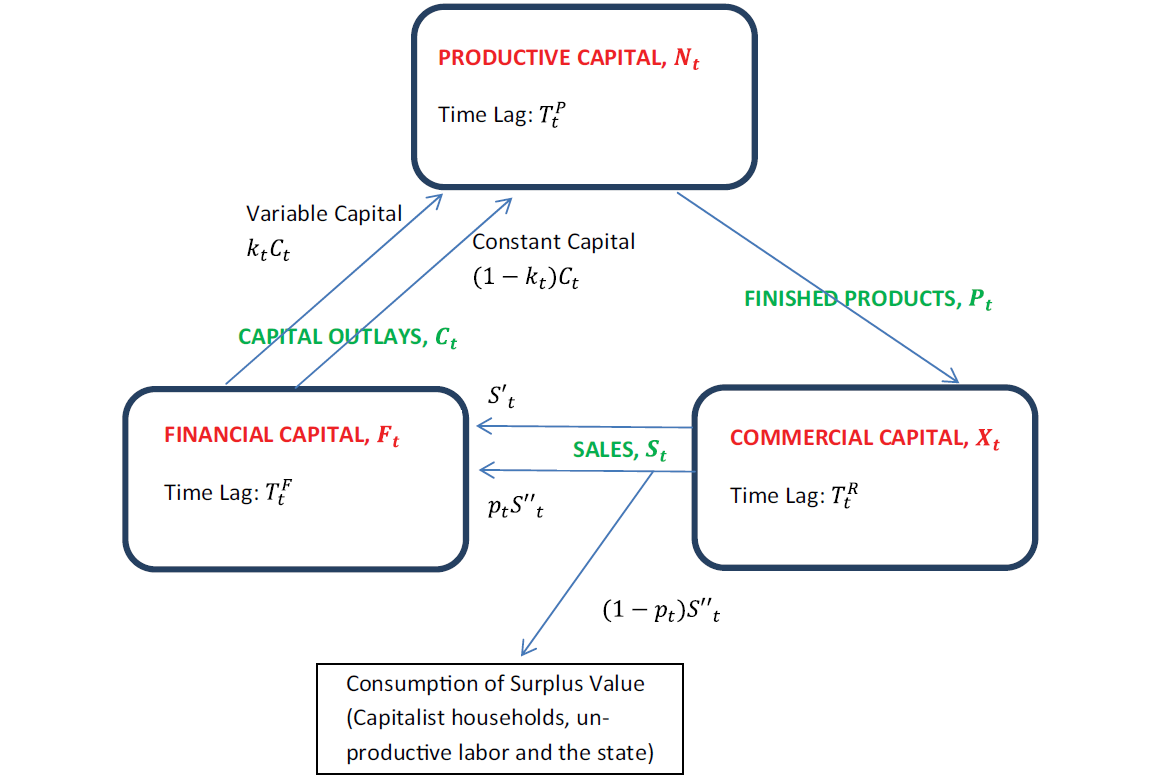 PRODUCTIVE CAPITAL, N_t
Time Lag: T_t^P
Variable Capital
k_tC_t
Constant Capital
(1 − k_t)C_t
FINISHED PRODUCTS, P_t
CAPITAL OUTLAYS, C_t
FINANCIAL CAPITAL, F_t
Time Lag: T_t^F
S'_t
SALES, S_t
p_tS''_t
COMMERCIAL CAPITAL, X_t
Time Lag: T_t^R
(1 − p_t)S''_t
Consumption of Surplus Value
(Capitalist households, un-
productive labor and the state)